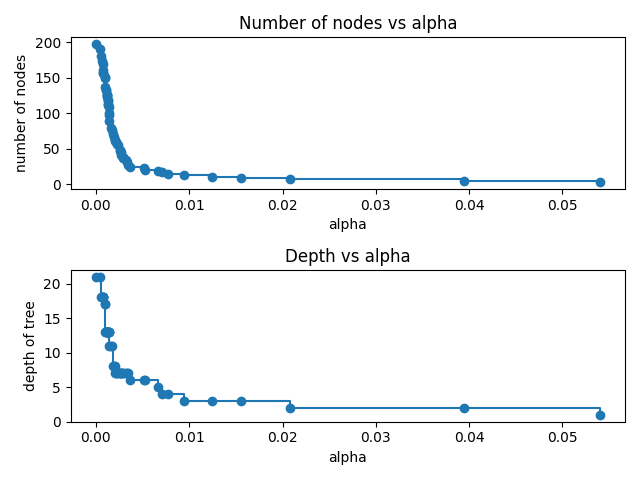 Number of nodes vs alpha
200
150
100
50
0
number of nodes
0.00 0.01 0.02 0.03 0.04 0.05
alpha
Depth vs alpha
20
15
10
5
0
depth of tree
0.00 0.01 0.02 0.03 0.04 0.05
alpha